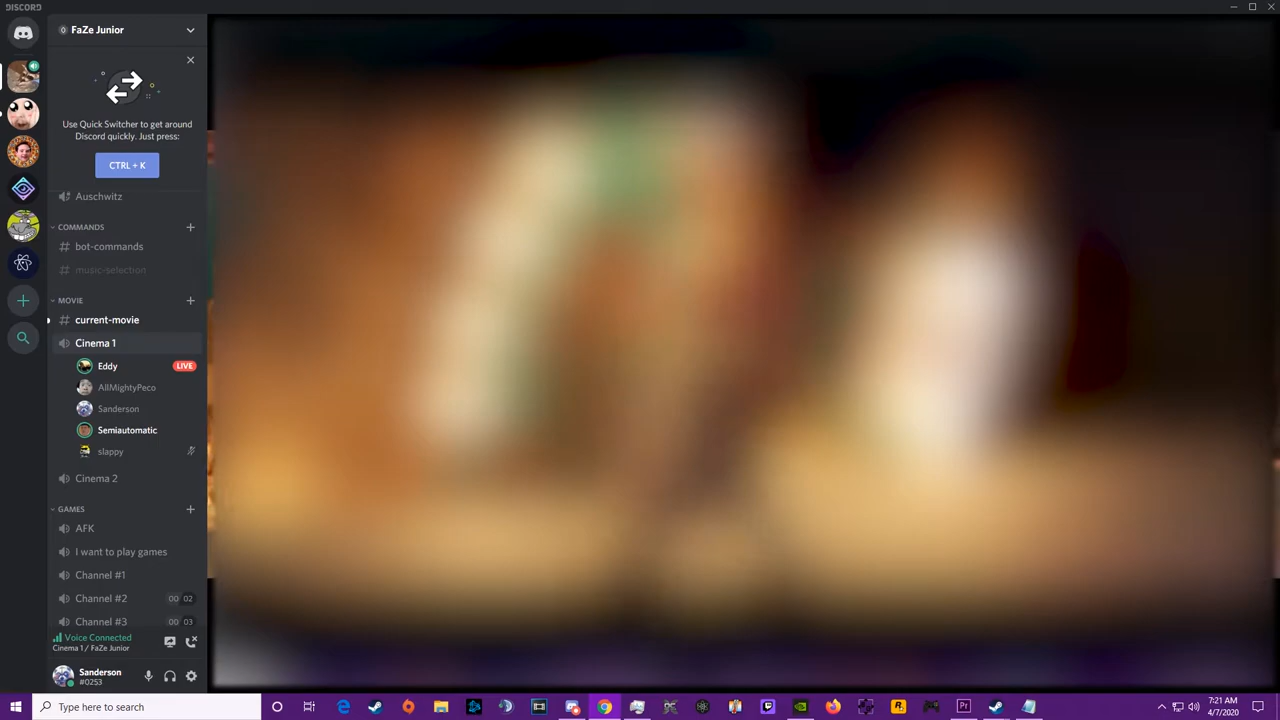 DISCORD
FaZe Junior
Use Quick Switcher to get around
Discord quickly. Just press:
CTRL + K
Auschwitz
COMMANDS
bot-commands
music-selection
MOVIE
current-movie
Cinema 1
Eddy LIVE
AllMightyPeco
Sanderson
Semiautomatic
slappy
Cinema 2
GAMES
AFK
I want to play games
Channel #1
Channel #2 00 02
Channel #3 00 03
Voice Connected
Cinema 1 / FaZe Junior
Sanderson
#0253
Type here to search
Pr
7:21 AM
4/7/2020